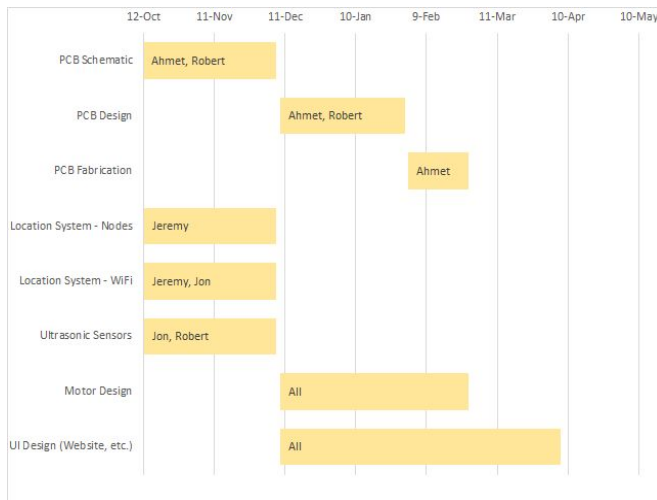 12-Oct 11-Nov 11-Dec 10-Jan 9-Feb 11-Mar 10-Apr 10-May
PCB Schematic Ahmet, Robert
PCB Design Ahmet, Robert
PCB Fabrication Ahmet
Location System - Nodes Jeremy
Location System - WiFi Jeremy, Jon
Ultrasonic Sensors Jon, Robert
Motor Design All
UI Design (Website, etc.) All